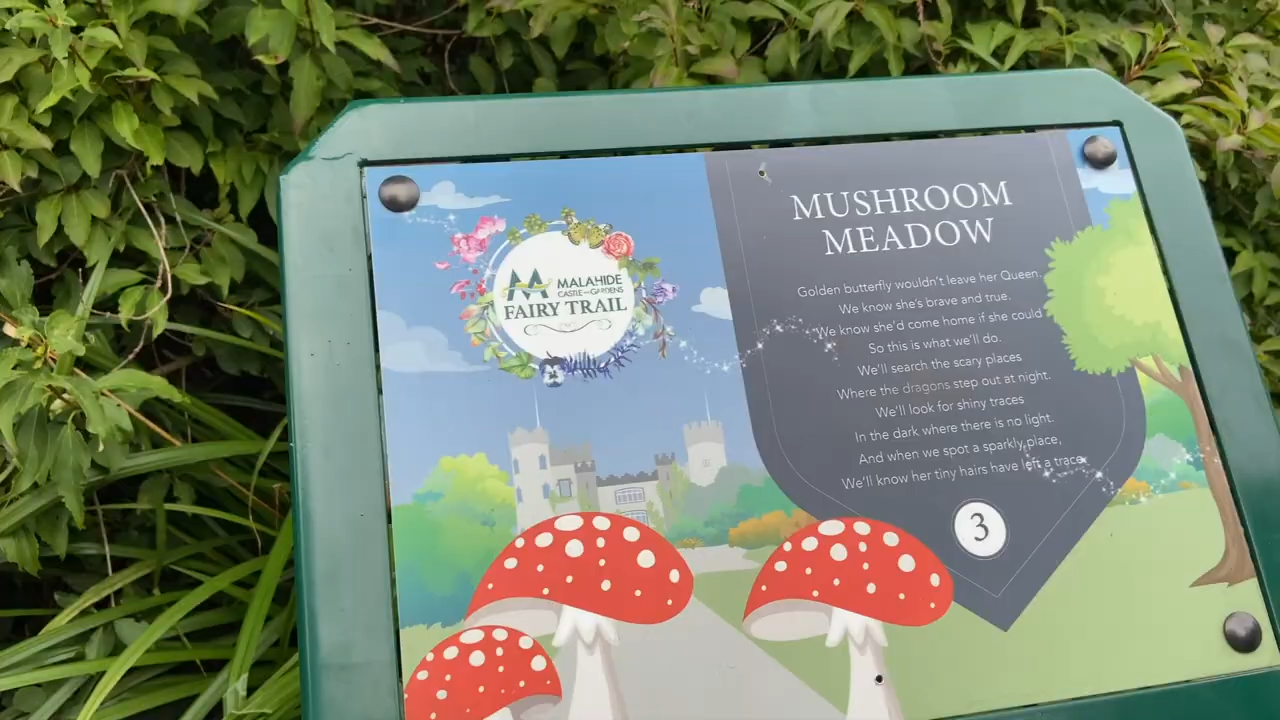 MALAHIDE
CASTLE AND GARDENS
FAIRY TRAIL
MUSHROOM
MEADOW
Golden butterfly wouldn't leave her Queen.
We know she's brave and true.
We know she'd come home if she could
So this is what we'll do.
We'll search the scary places
Where the dragons step out at night.
We'll look for shiny traces
In the dark where there is no light.
And when we spot a sparkly place,
We'll know her tiny hairs have left a trace.
3